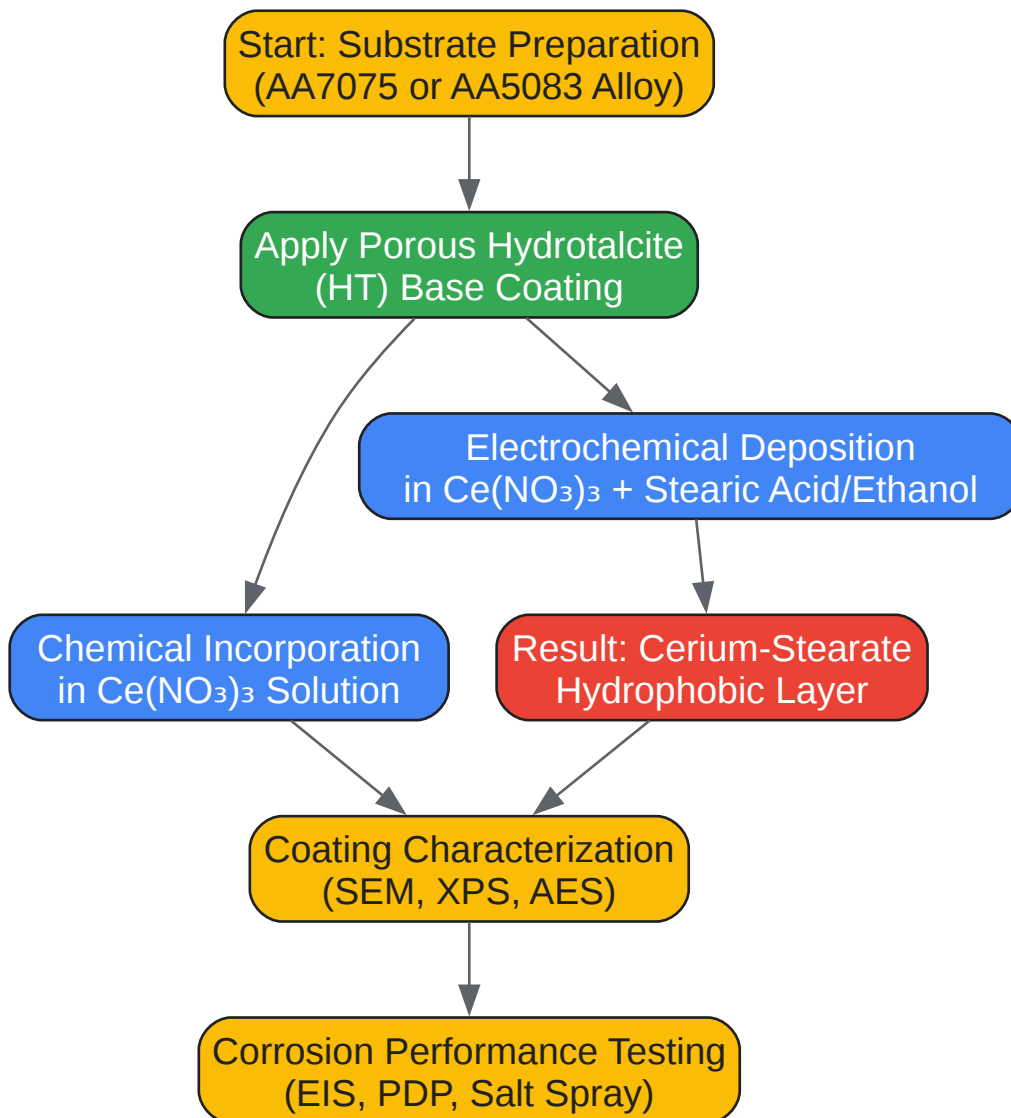 Start: Substrate Preparation
(AA7075 or AA5083 Alloy)
Apply Porous Hydrotalcite
(HT) Base Coating
Electrochemical Deposition
in Ce(NO₃)₃ + Stearic Acid/Ethanol
Chemical Incorporation
in Ce(NO₃)₃ Solution
Result: Cerium-Stearate
Hydrophobic Layer
Coating Characterization
(SEM, XPS, AES)
Corrosion Performance Testing
(EIS, PDP, Salt Spray)